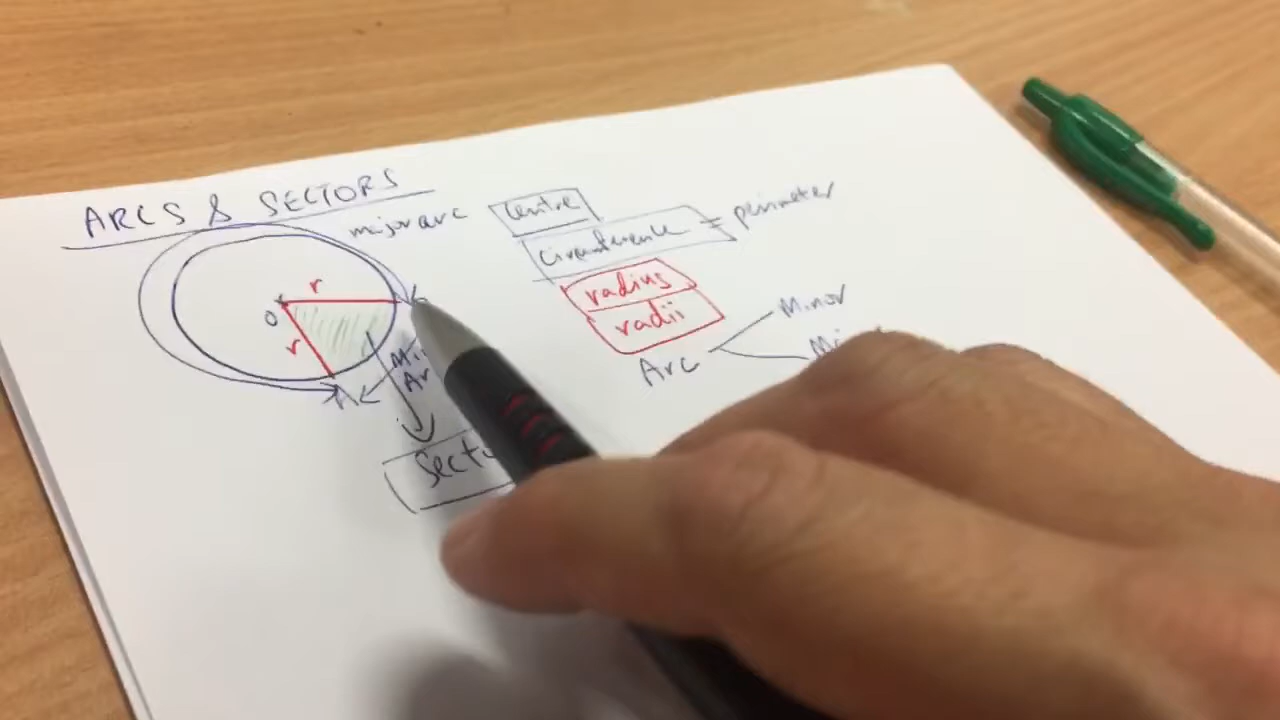 ARCS & SECTORS
major arc
centre
circumference = perimeter
radius
radii
Arc
Minor
r
O
r
A